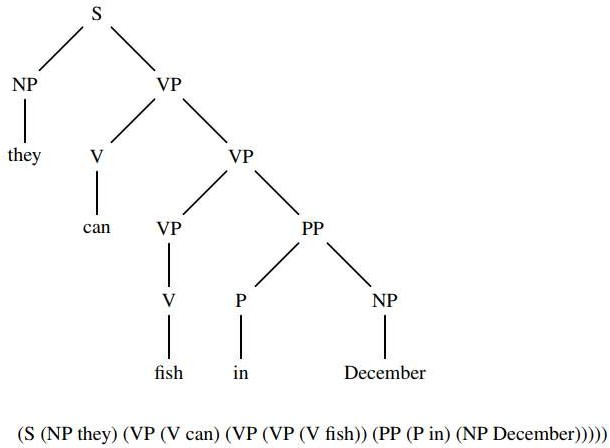 S
NP VP
they V VP
can VP PP
V P NP
fish in December
(S (NP they) (VP (V can) (VP (VP (V fish)) (PP (P in) (NP December)))))